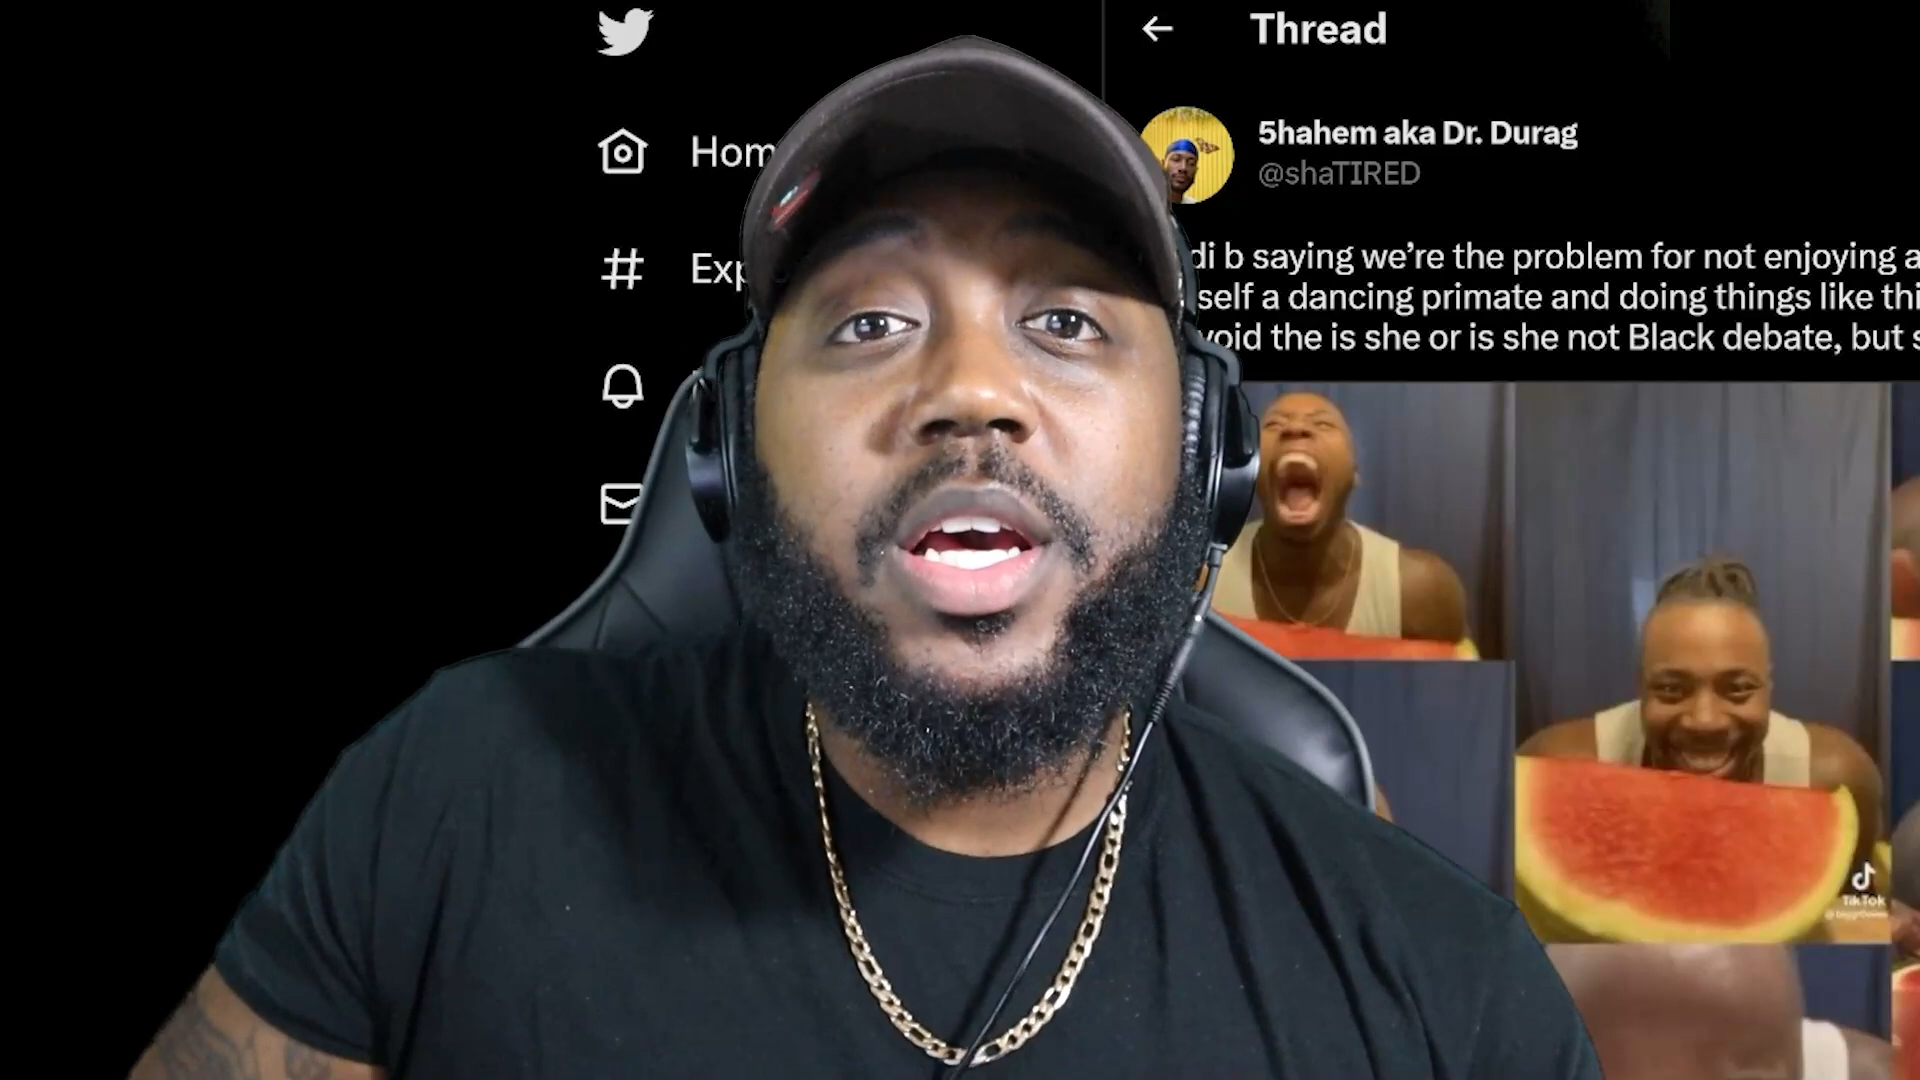 Thread
Hom
5hahem aka Dr. Durag
@shaTIRED
Exp
di b saying we’re the problem for not enjoying a
self a dancing primate and doing things like thi
void the is she or is she not Black debate, but s
TikTok